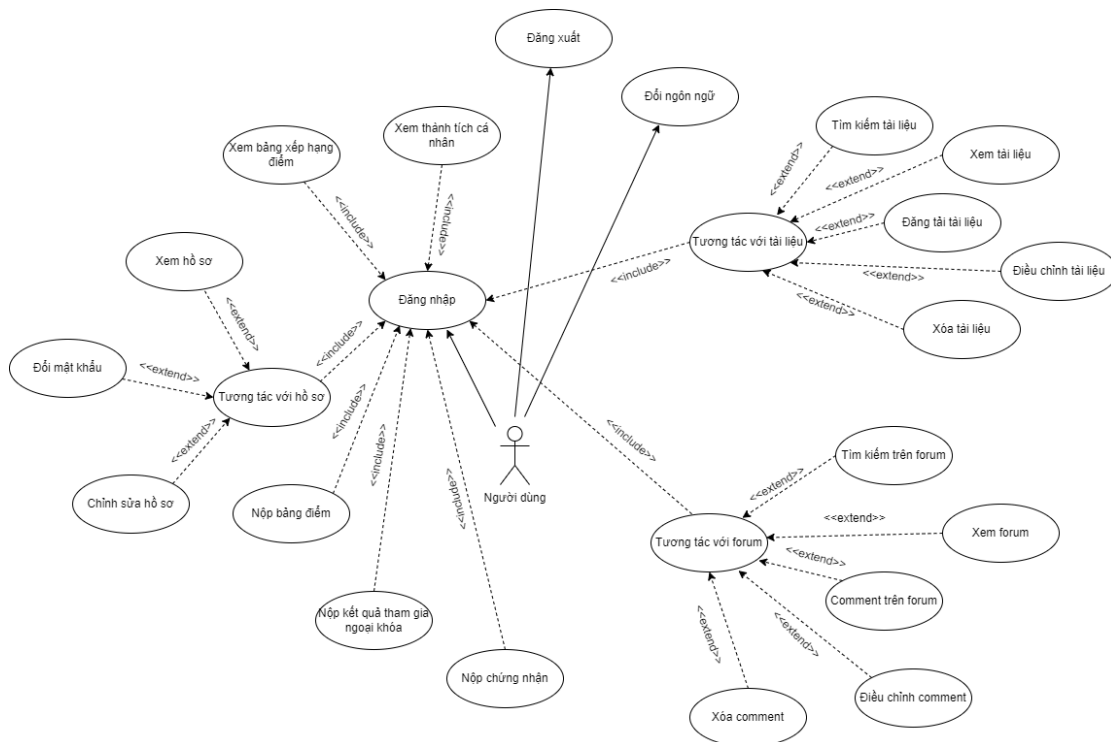 Đăng xuất
Đổi ngôn ngữ
Xem thành tích cá
nhân
Xem bảng xếp hạng
điểm
Tìm kiếm tài liệu
Xem tài liệu
Đăng tải tài liệu
Điều chỉnh tài liệu
Xóa tài liệu
Tương tác với tài liệu
<<extend>>
<<extend>>
<<extend>>
<<extend>>
<<extend>>
<<include>>
<<include>>
<<include>>
Xem hồ sơ
Đăng nhập
Đổi mật khẩu
Tương tác với hồ sơ
Chỉnh sửa hồ sơ
<<extend>>
<<extend>>
<<extend>>
<<include>>
<<include>>
<<include>>
<<include>>
<<include>>
Nộp bảng điểm
Người dùng
Nộp kết quả tham gia
ngoại khóa
Nộp chứng nhận
Tìm kiếm trên forum
Tương tác với forum
Xem forum
Comment trên forum
Điều chỉnh comment
Xóa comment
<<extend>>
<<extend>>
<<extend>>
<<extend>>
<<extend>>